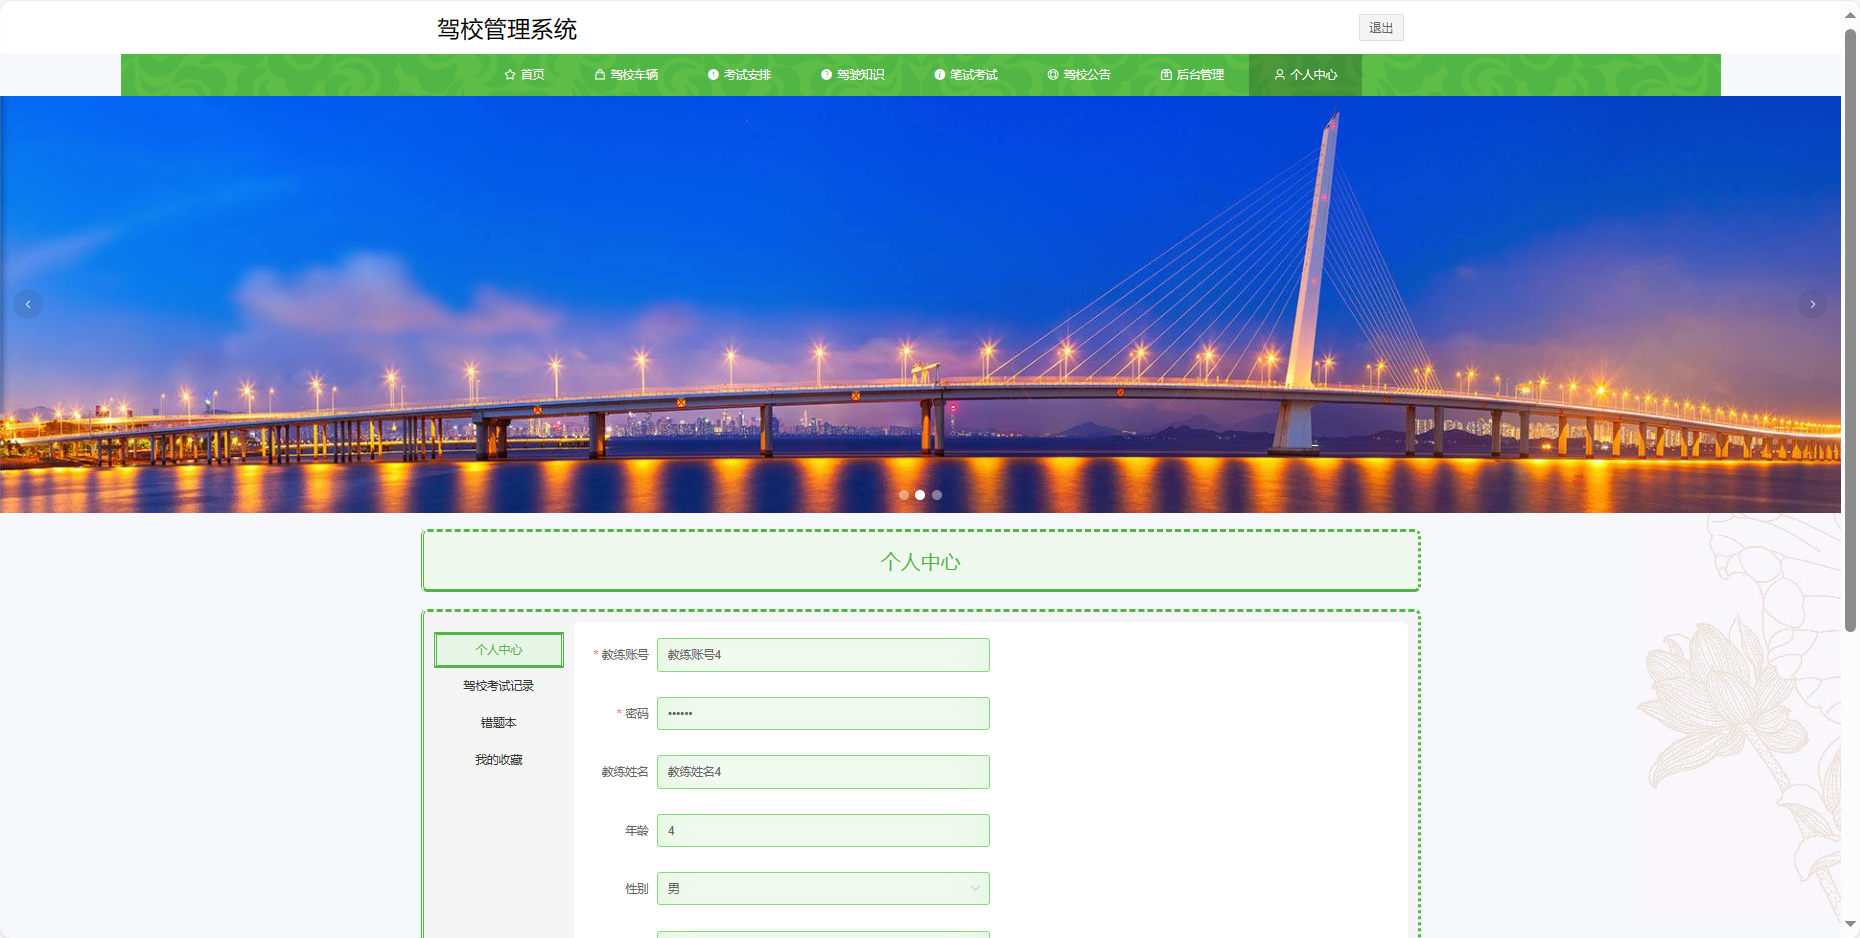 驾校管理系统
退出
首页 驾校车辆 考试安排 驾驶知识 笔试考试 驾校公告 后台管理 个人中心
个人中心
个人中心
驾校考试记录
错题本
我的收藏
* 教练账号 教练账号4
* 密码 ••••••
教练姓名 教练姓名4
年龄 4
性别 男